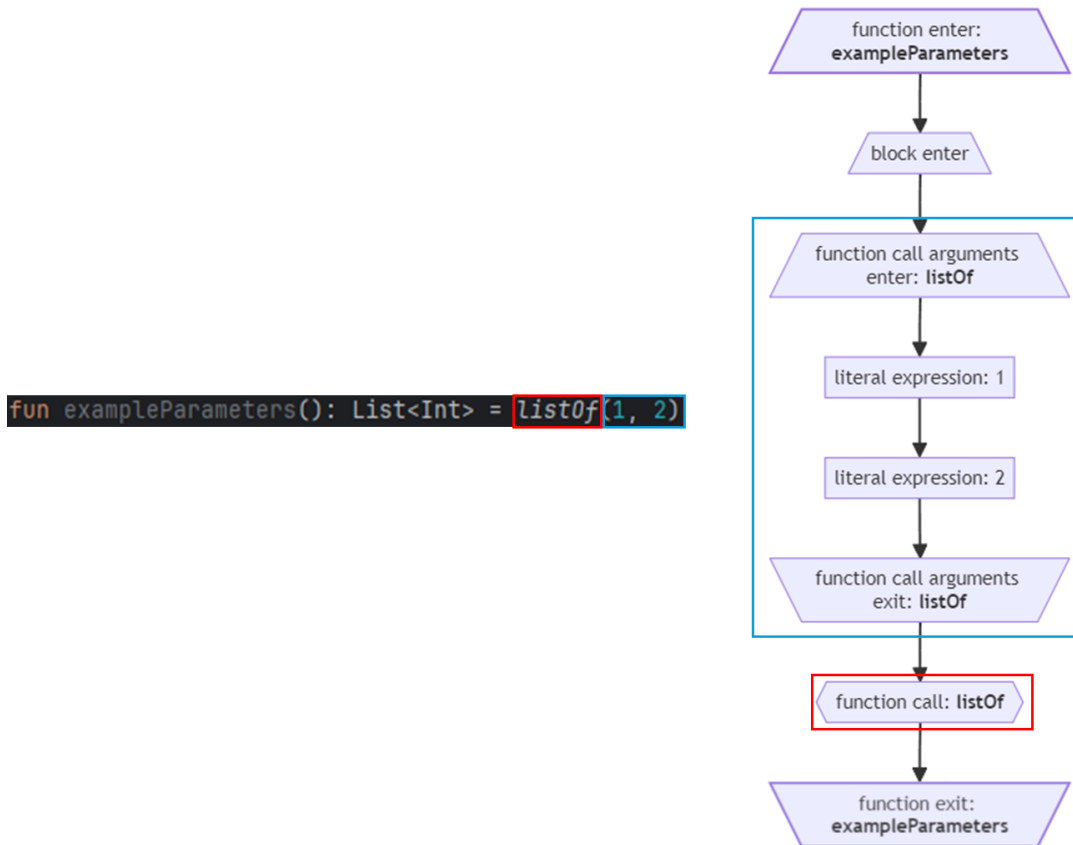 fun exampleParameters(): List<Int> = listOf(1, 2)
function enter:
exampleParameters
block enter
function call arguments
enter: listOf
literal expression: 1
literal expression: 2
function call arguments
exit: listOf
function call: listOf
function exit:
exampleParameters